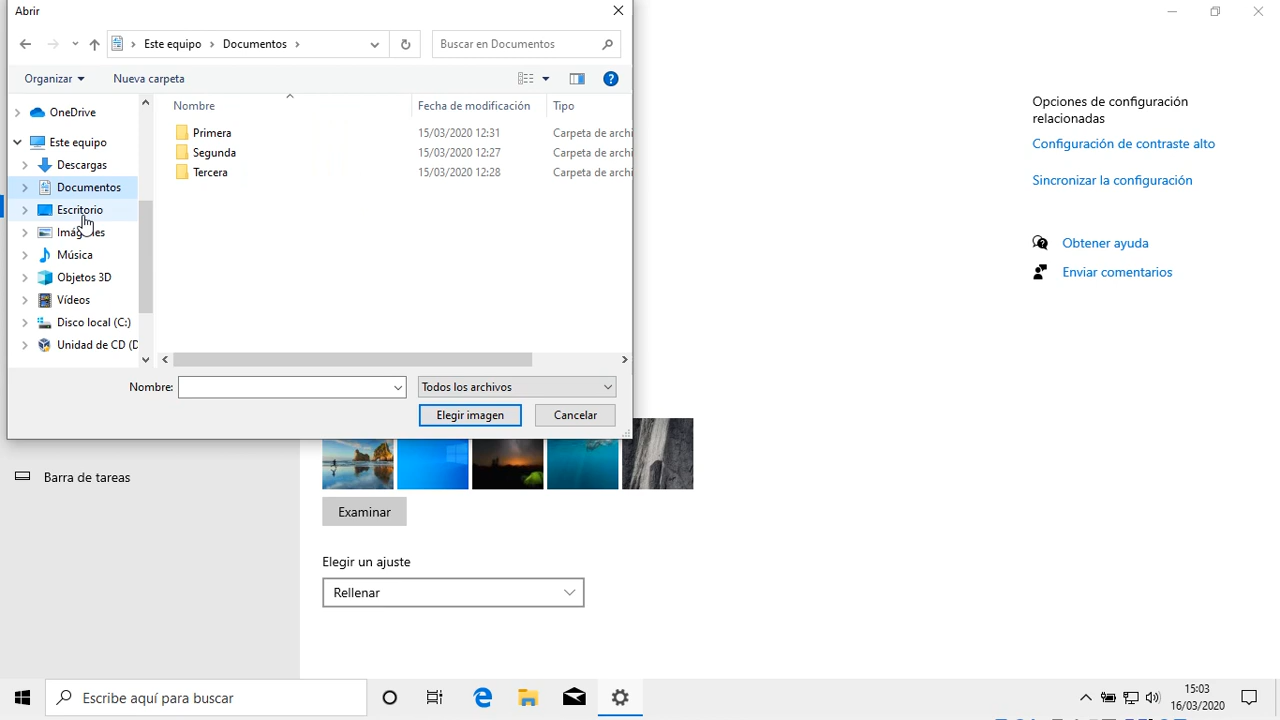 Abrir
Este equipo > Documentos >
Buscar en Documentos
Organizar
Nueva carpeta
OneDrive
Este equipo
Descargas
Documentos
Escritorio
Imágenes
Música
Objetos 3D
Vídeos
Disco local (C:)
Unidad de CD (D
Nombre
Fecha de modificación
Tipo
Primera
15/03/2020 12:31
Carpeta de archi
Segunda
15/03/2020 12:27
Carpeta de archi
Tercera
15/03/2020 12:28
Carpeta de archi
Nombre:
Todos los archivos
Elegir imagen
Cancelar
Opciones de configuración
relacionadas
Configuración de contraste alto
Sincronizar la configuración
Obtener ayuda
Enviar comentarios
Barra de tareas
Examinar
Elegir un ajuste
Rellenar
Escribe aquí para buscar
15:03
16/03/2020